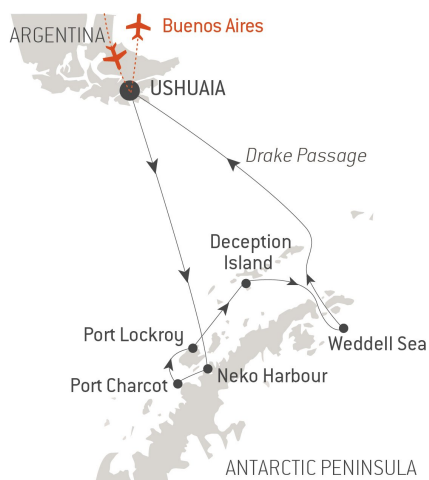 ARGENTINA
Buenos Aires
USHUAIA
Drake Passage
Deception
Island
Port Lockroy
Weddell Sea
Neko Harbour
Port Charcot
ANTARCTIC PENINSULA